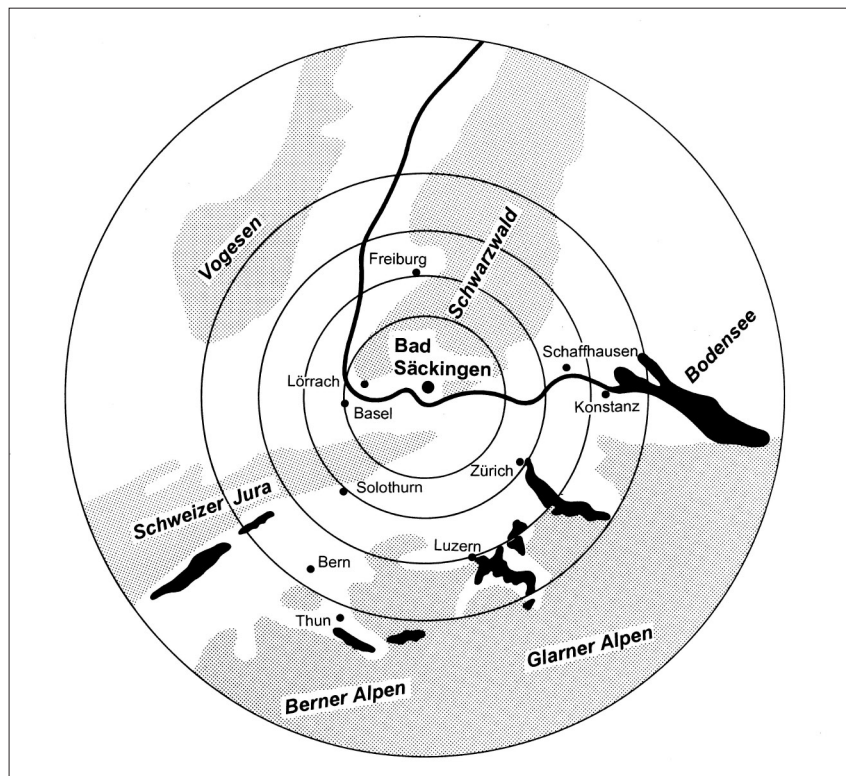 Vogesen
Freiburg
Schwarzwald
Bad
Säckingen
Schaffhausen
Bodensee
Lörrach
Basel
Konstanz
Zürich
Solothurn
Schweizer Jura
Luzern
Bern
Thun
Glarner Alpen
Berner Alpen